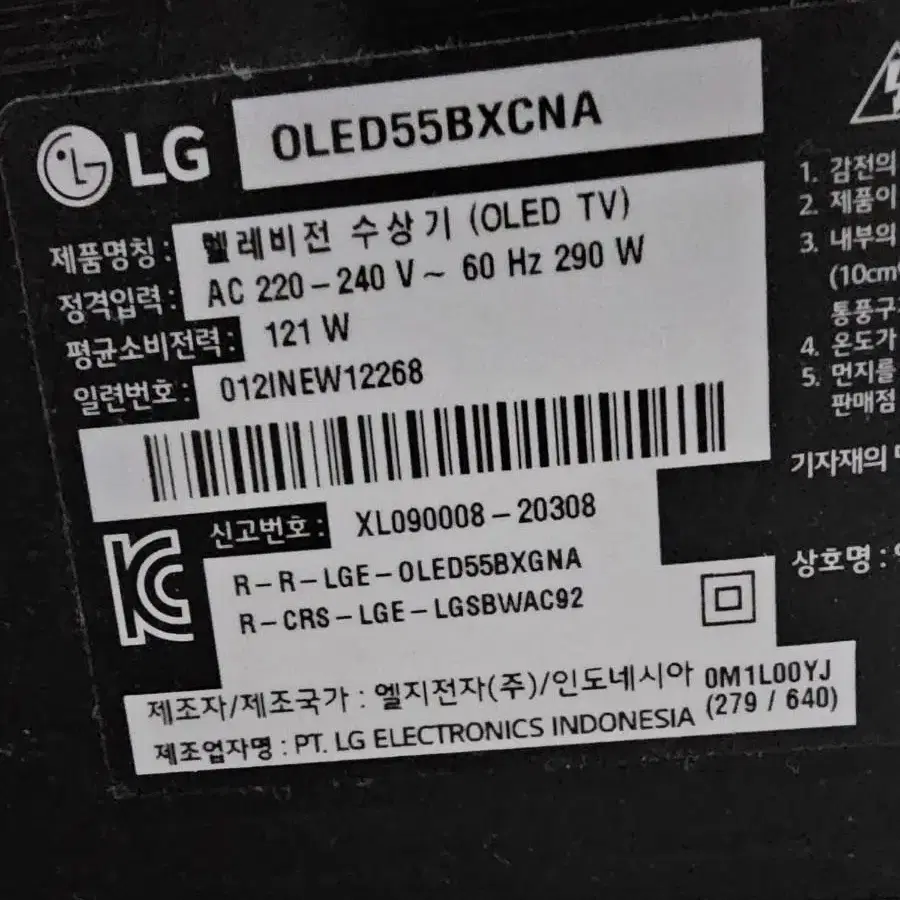 LG OLED55BXCNA
제품명칭 : 텔레비전 수상기 (OLED TV)
정격입력 : AC 220-240 V~ 60 Hz 290 W
평균소비전력 : 121 W
일련번호 : 012INEW12268
신고번호 : XL090008-20308
R-R-LGE-OLED55BXGNA
R-CRS-LGE-LGSBWAC92
제조자/제조국가 : 엘지전자(주)/인도네시아 0M1L00YJ
제조업자명 : PT. LG ELECTRONICS INDONESIA (279 / 640)
1. 감전의
2. 제품이
3. 내부의
(10cm
통풍구
4. 온도가
5. 먼지를
판매점
기자재의
상호명 :